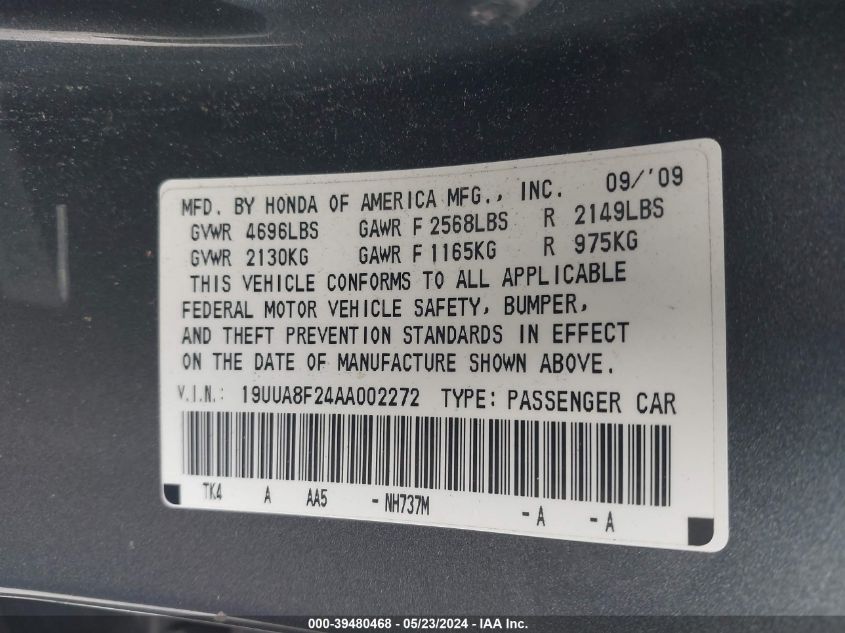 MFD. BY HONDA OF AMERICA MFG., INC. 09/'09
GVWR 4696LBS GAWR F 2568LBS R 2149LBS
GVWR 2130KG GAWR F 1165KG R 975KG
THIS VEHICLE CONFORMS TO ALL APPLICABLE
FEDERAL MOTOR VEHICLE SAFETY, BUMPER,
AND THEFT PREVENTION STANDARDS IN EFFECT
ON THE DATE OF MANUFACTURE SHOWN ABOVE.
V.I.N.: 19UUA8F24AA002272 TYPE: PASSENGER CAR
TK4 A AA5 - NH737M - A - A
000-39480468 - 05/23/2024 - IAA Inc.